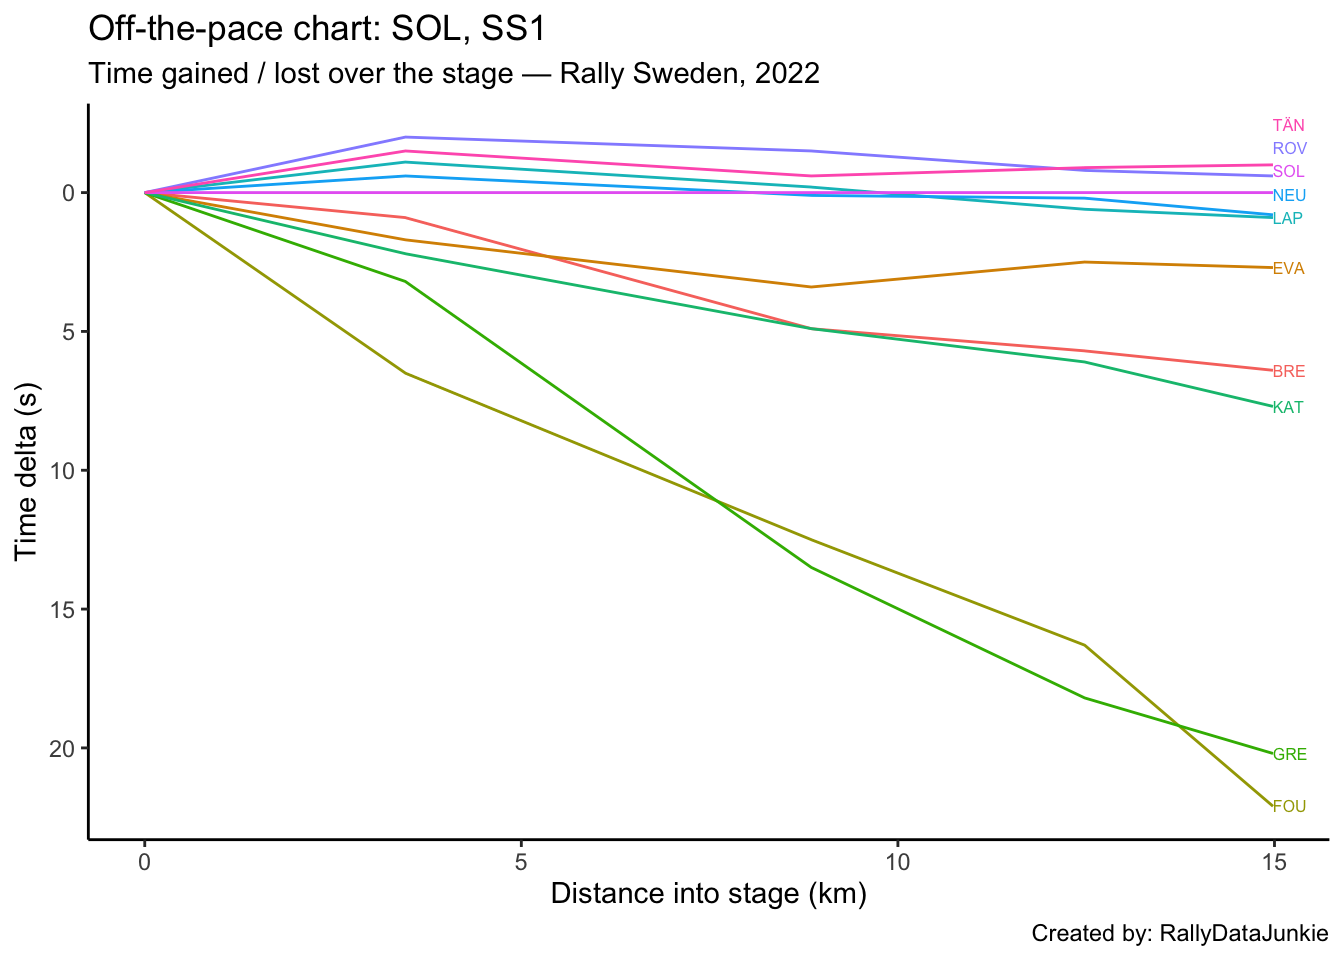 Off-the-pace chart: SOL, SS1
Time gained / lost over the stage — Rally Sweden, 2022
TÄN
ROV
SOL
NEU
LAP
EVA
BRE
KAT
GRE
FOU
0
5
10
15
20
Time delta (s)
0 5 10 15
Distance into stage (km)
Created by: RallyDataJunkie